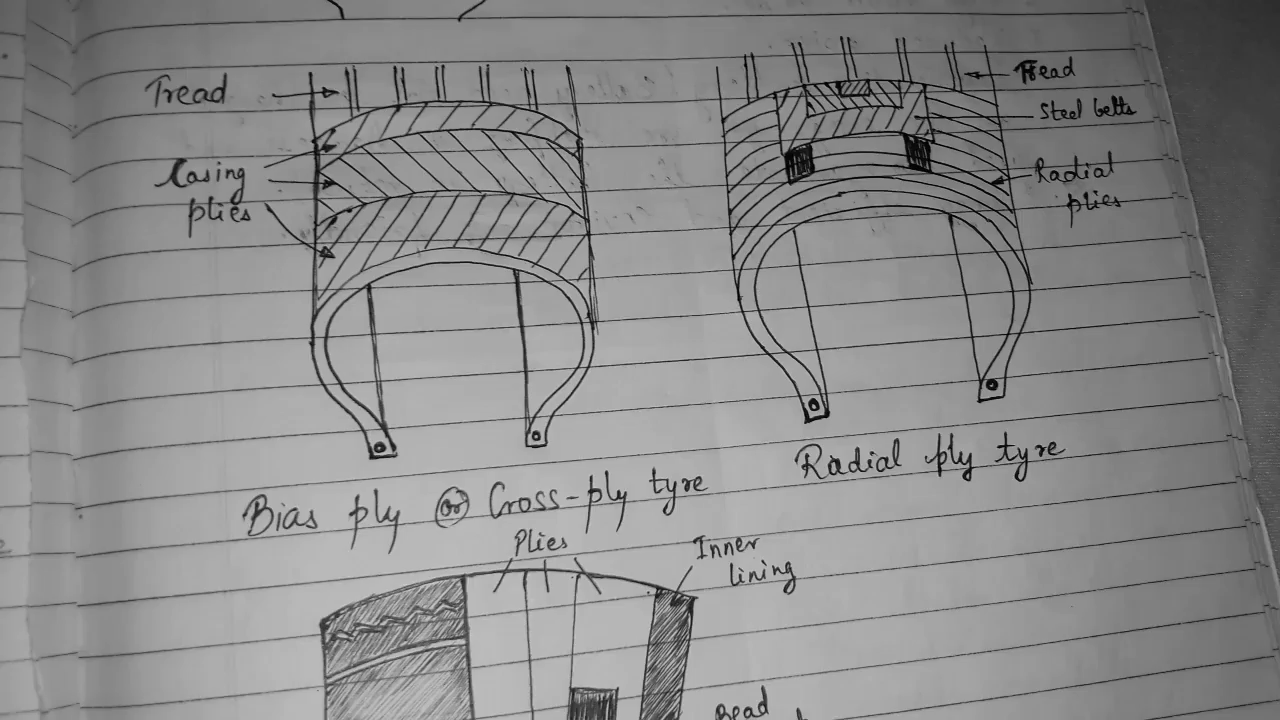 Tread
Casing
plies
Tread
Steel belts
Radial
plies
Bias ply or Cross-ply tyre
Radial ply tyre
Plies
Inner
lining
Bead